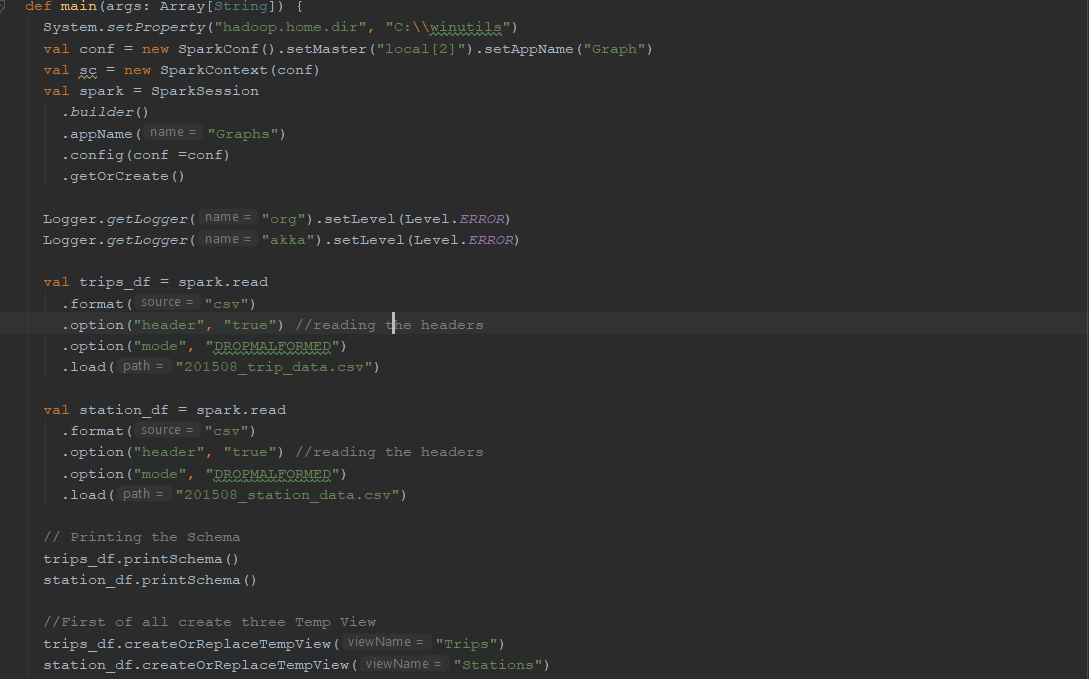 def main(args: Array[String]) {
System.setProperty("hadoop.home.dir", "C:\\winutils")
val conf = new SparkConf().setMaster("local[2]").setAppName("Graph")
val sc = new SparkContext(conf)
val spark = SparkSession
.builder()
.appName( name = "Graphs")
.config(conf =conf)
.getOrCreate()
Logger.getLogger( name = "org").setLevel(Level.ERROR)
Logger.getLogger( name = "akka").setLevel(Level.ERROR)
val trips_df = spark.read
.format( source = "csv")
.option("header", "true") //reading the headers
.option("mode", "DROPMALFORMED")
.load( path = "201508_trip_data.csv")
val station_df = spark.read
.format( source = "csv")
.option("header", "true") //reading the headers
.option("mode", "DROPMALFORMED")
.load( path = "201508_station_data.csv")
// Printing the Schema
trips_df.printSchema()
station_df.printSchema()
//First of all create three Temp View
trips_df.createOrReplaceTempView( viewName = "Trips")
station_df.createOrReplaceTempView( viewName = "Stations")